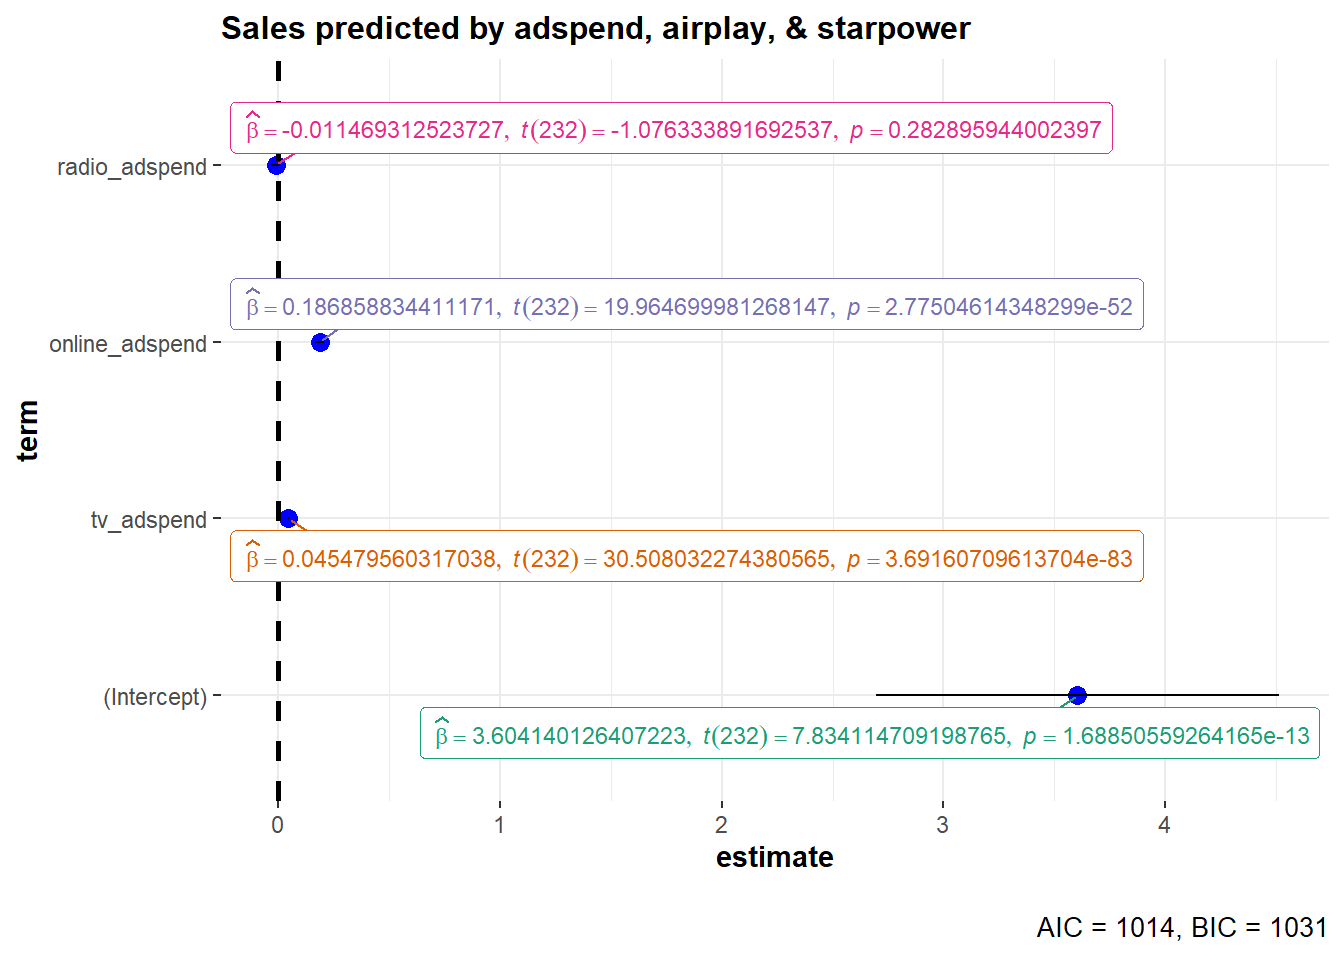 Sales predicted by adspend, airplay, & starpower
β̂ = -0.011469312523727, t(232) = -1.076333891692537, p = 0.282895944002397
radio_adspend
β̂ = 0.186858834411171, t(232) = 19.964699981268147, p = 2.77504614348299e-52
online_adspend
term
tv_adspend
β̂ = 0.045479560317038, t(232) = 30.508032274380565, p = 3.69160709613704e-83
(Intercept)
β̂ = 3.604140126407223, t(232) = 7.834114709198765, p = 1.68850559264165e-13
0 1 2 3 4
estimate
AIC = 1014, BIC = 1031